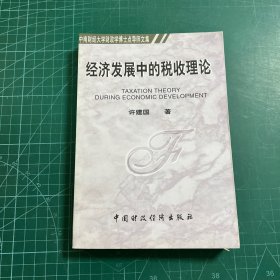 中南财经大学财政学博士点导师文集
经济发展中的税收理论
TAXATION THEORY
DURING ECONOMIC DEVELOPMENT
许建国 著
F
中国财政经济出版社